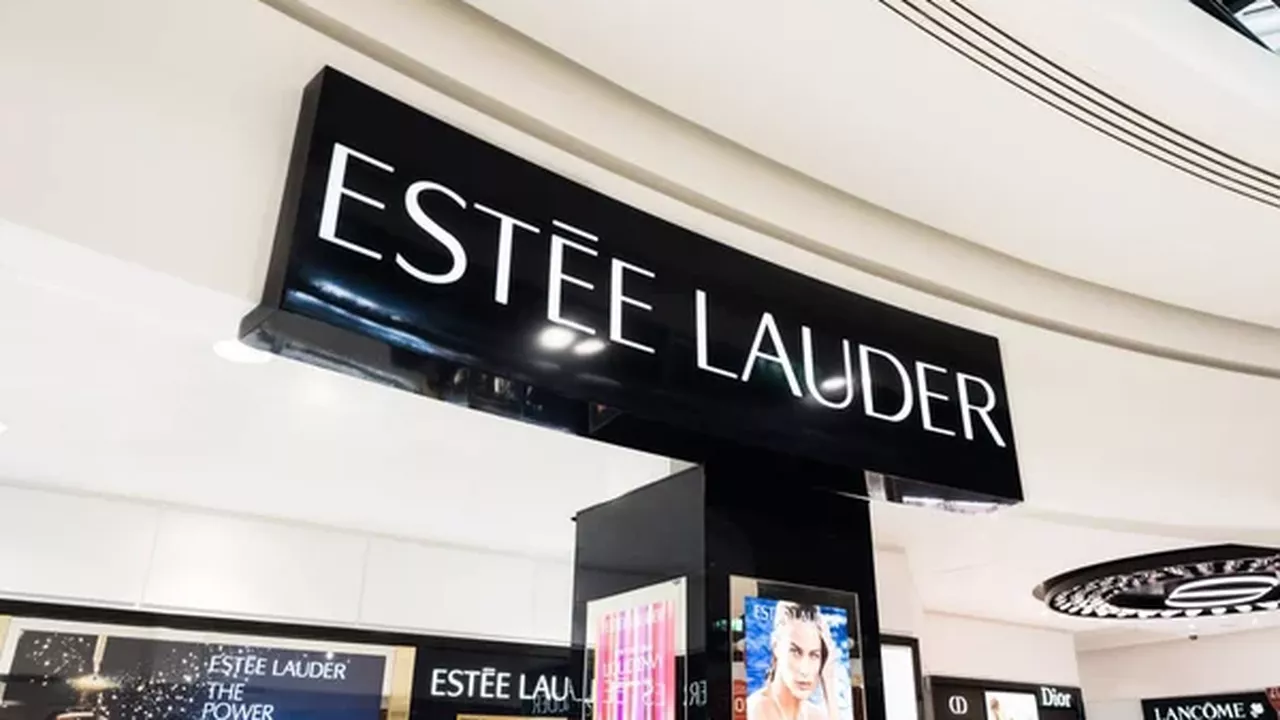 ESTĒE LAUDER
ESTĒE LAUDER
THE
POWER
ESTĒE LAU
Dior
LANCÔME